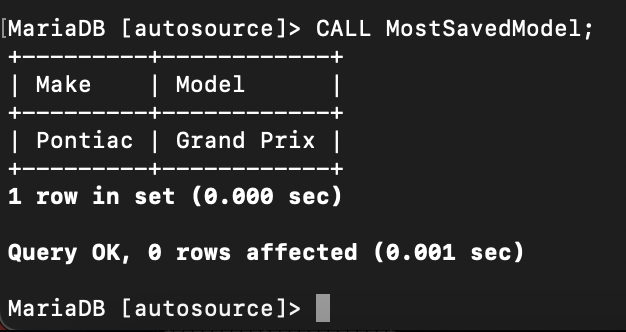 [MariaDB [autosource]> CALL MostSavedModel;
+---------+------------+
| Make    | Model      |
+---------+------------+
| Pontiac | Grand Prix |
+---------+------------+
1 row in set (0.000 sec)
Query OK, 0 rows affected (0.001 sec)
MariaDB [autosource]>